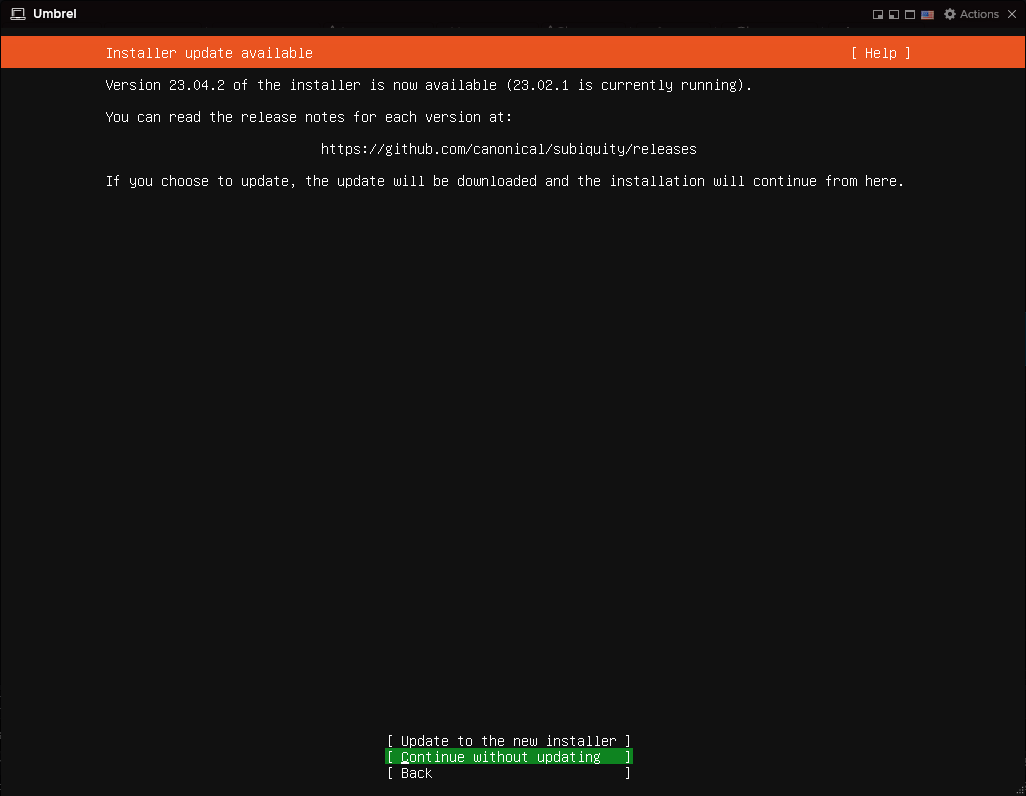 Umbrel
Actions
Installer update available [ Help ]
Version 23.04.2 of the installer is now available (23.02.1 is currently running).
You can read the release notes for each version at:
https://github.com/canonical/subiquity/releases
If you choose to update, the update will be downloaded and the installation will continue from here.
[ Update to the new installer ]
[ Continue without updating ]
[ Back ]